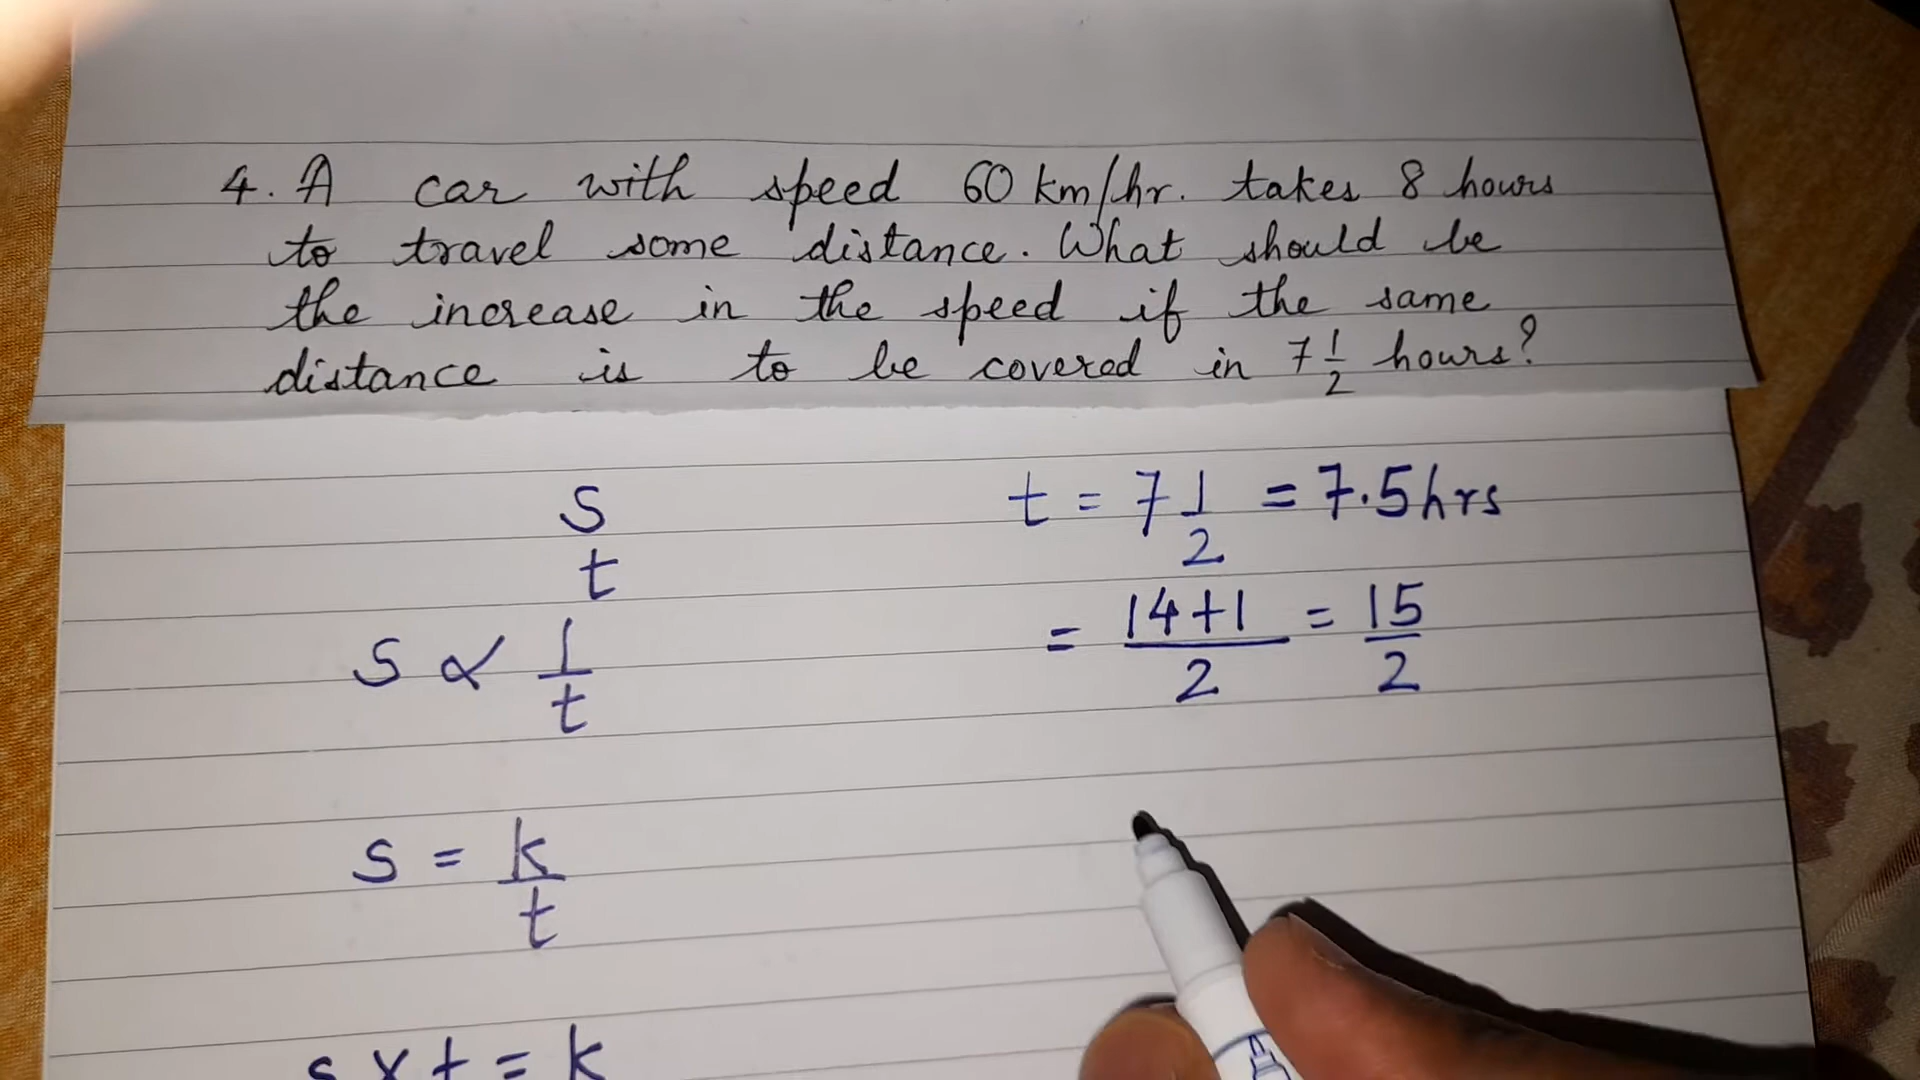 4. A car with speed 60 km/hr. takes 8 hours
to travel some distance. What should be
the increase in the speed if the same
distance is to be covered in 7 1/2 hours?
s
t
s ∝ 1/t
s = k/t
s x t = k
t = 7 1/2 = 7.5 hrs
= 14+1/2 = 15/2